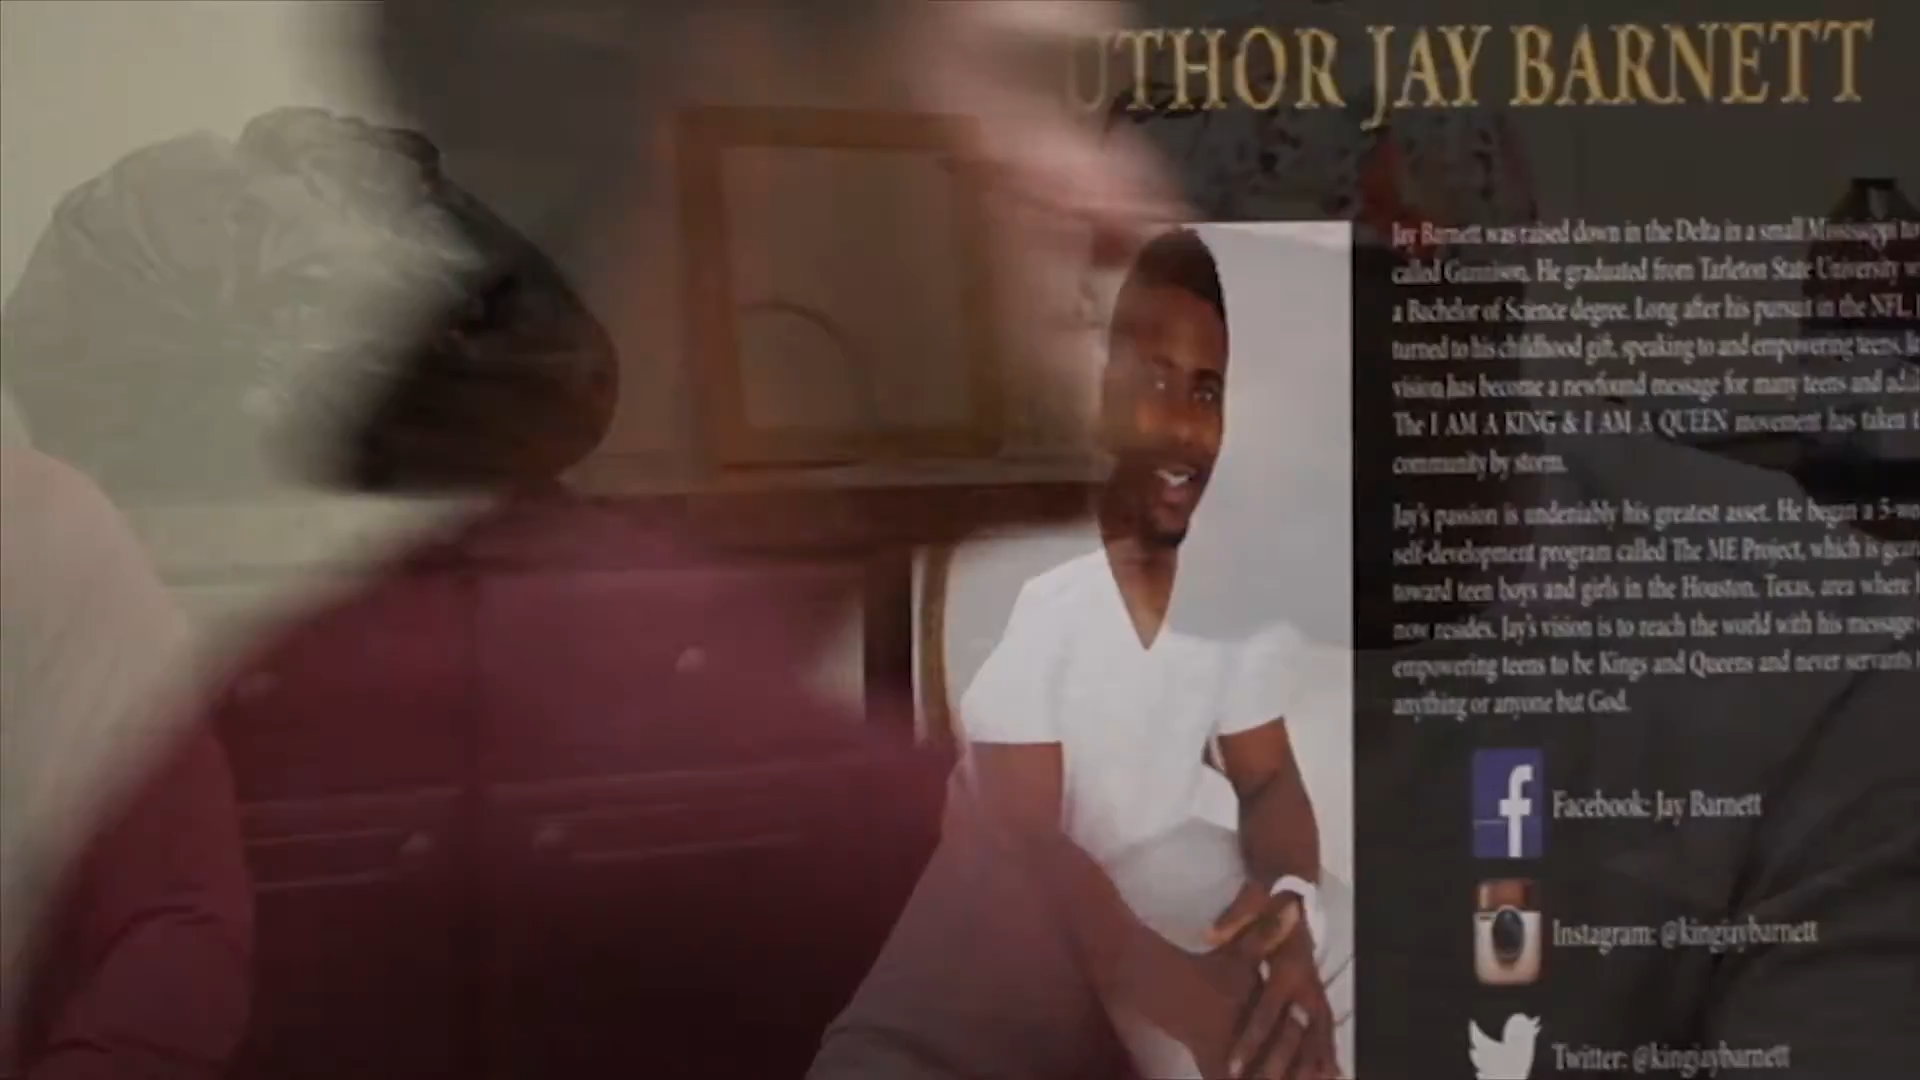 UTHOR JAY BARNETT
Jay Barnett was raised down in the Delta in a small Mississippi
called Gunnison. He graduated from Tarleton State University
a Bachelor of Science degree. Long after his pursuit in the NFL,
turned to his childhood gift, speaking to and empowering teens.
vision has become a newfound message for many teens and
The I AM A KING & I AM A QUEEN movement has taken
community by storm.
Jay's passion is undeniably his greatest asset. He began a
self-development program called The ME Project, which is
toward teen boys and girls in the Houston, Texas, area where
now resides. Jay's vision is to reach the world with his message
empowering teens to be Kings and Queens and never servants
anything or anyone but God.
f
Facebook: Jay Barnett
Instagram: @kingjaybarnett
Twitter: @kingjaybarnett